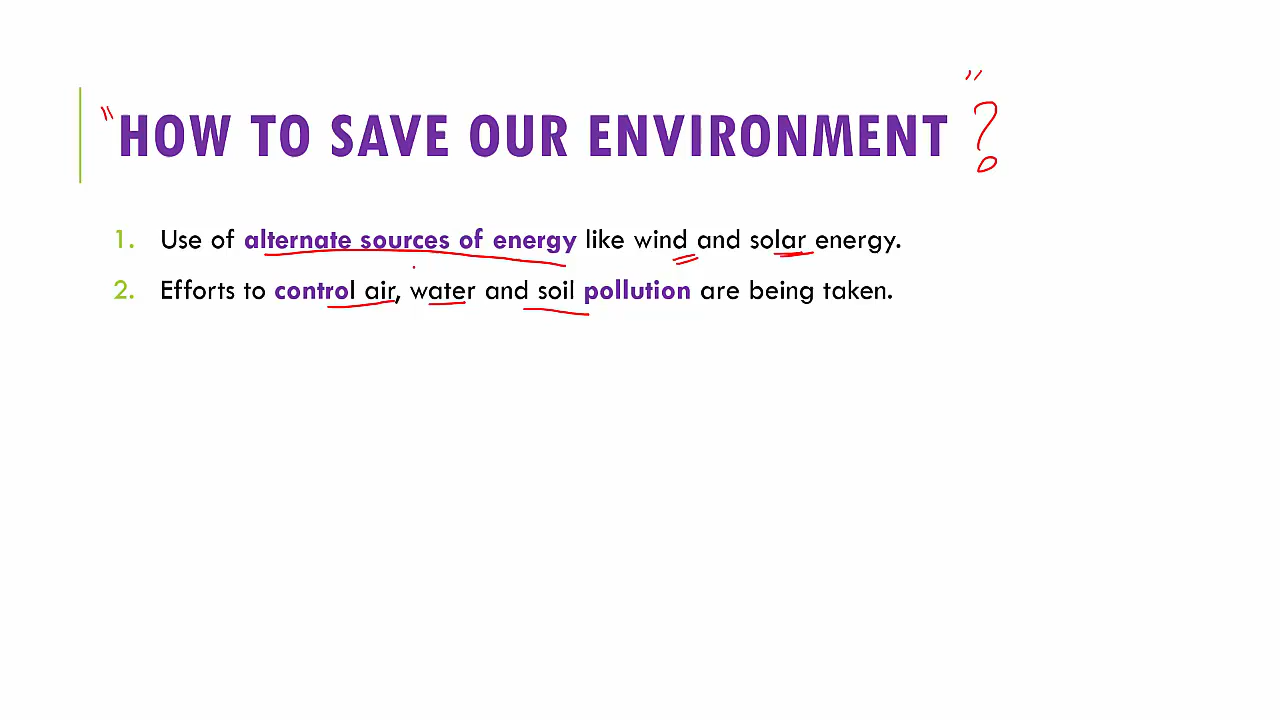 "HOW TO SAVE OUR ENVIRONMENT"?
1. Use of alternate sources of energy like wind and solar energy.
2. Efforts to control air, water and soil pollution are being taken.